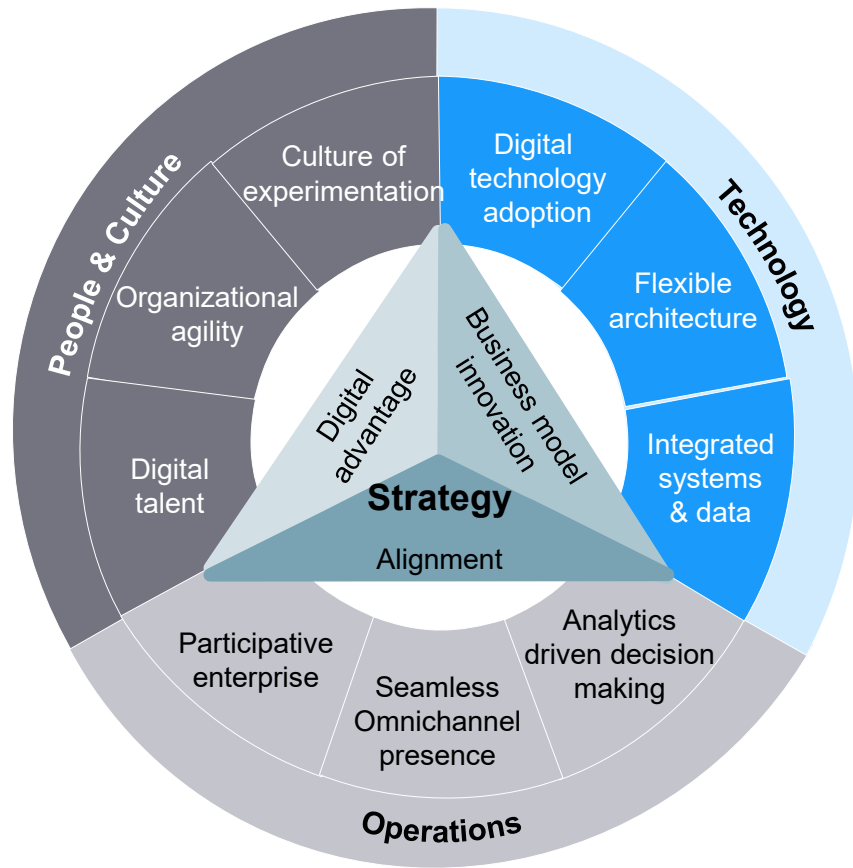 People & Culture
Culture of
experimentation
Organizational
agility
Digital
talent
Technology
Digital
technology
adoption
Flexible
architecture
Integrated
systems
& data
Digital
advantage
Business model
innovation
Strategy
Alignment
Participative
enterprise
Seamless
Omnichannel
presence
Analytics
driven decision
making
Operations